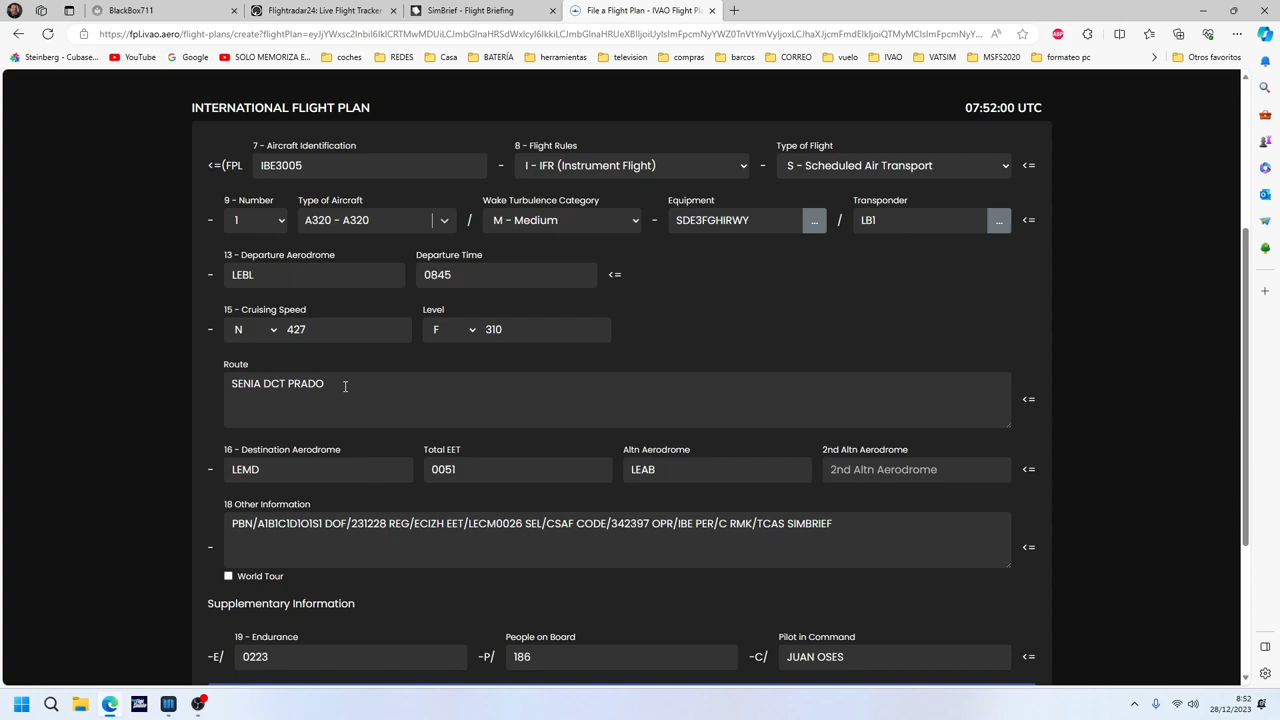 BlackBox711
Flightradar24: Live Flight Tracker
SimBrief - Flight Briefing
File a Flight Plan - IVAO Flight Pl
https://fpl.ivao.aero/flight-plans/create?flightPlan=
Steinberg - Cubase... YouTube Google SOLO MEMORIZA E... coches REDES Casa BATERÍA herramientas television compras barcos CORREO vuelo IVAO VATSIM MSFS2020 formateo pc Otros favoritos
INTERNATIONAL FLIGHT PLAN 07:52:00 UTC
7 - Aircraft Identification 8 - Flight Rules Type of Flight
<=(FPL IBE3005 - I - IFR (Instrument Flight) - S - Scheduled Air Transport <=
9 - Number Type of Aircraft Wake Turbulence Category Equipment Transponder
- 1 A320 - A320 / M - Medium - SDE3FGHIRWY ... / LB1 ... <=
13 - Departure Aerodrome Departure Time
- LEBL 0845 <=
15 - Cruising Speed Level
- N 427 F 310
Route
SENIA DCT PRADO
<=
16 - Destination Aerodrome Total EET Altn Aerodrome 2nd Altn Aerodrome
- LEMD 0051 LEAB 2nd Altn Aerodrome <=
18 Other Information
PBN/A1B1C1D1O1S1 DOF/231228 REG/ECIZH EET/LECM0026 SEL/CSAF CODE/342397 OPR/IBE PER/C RMK/TCAS SIMBRIEF
- <=
World Tour
Supplementary Information
19 - Endurance People on Board Pilot in Command
-E/ 0223 -P/ 186 -C/ JUAN OSES <=
8:52
28/12/2023